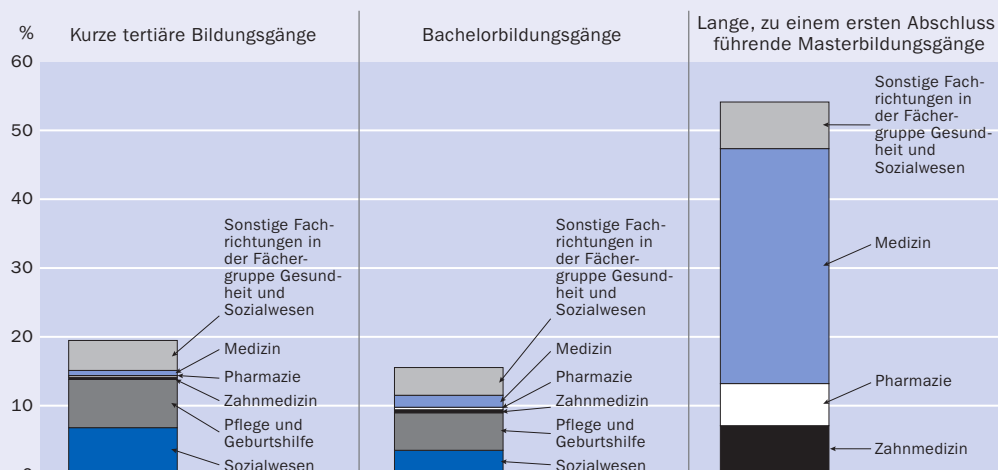 %
Kurze tertiäre Bildungsgänge
Bachelorbildungsgänge
Lange, zu einem ersten Abschluss
führende Masterbildungsgänge
60
50
40
30
20
10
0
Sonstige Fach-
richtungen in
der Fächer-
gruppe Gesund-
heit und
Sozialwesen
Medizin
Pharmazie
Zahnmedizin
Pflege und
Geburtshilfe
Sozialwesen
Sonstige Fach-
richtungen in
der Fächer-
gruppe Gesund-
heit und
Sozialwesen
Medizin
Pharmazie
Zahnmedizin
Pflege und
Geburtshilfe
Sozialwesen
Sonstige Fach-
richtungen in
der Fächer-
gruppe Gesund-
heit und
Sozialwesen
Medizin
Pharmazie
Zahnmedizin